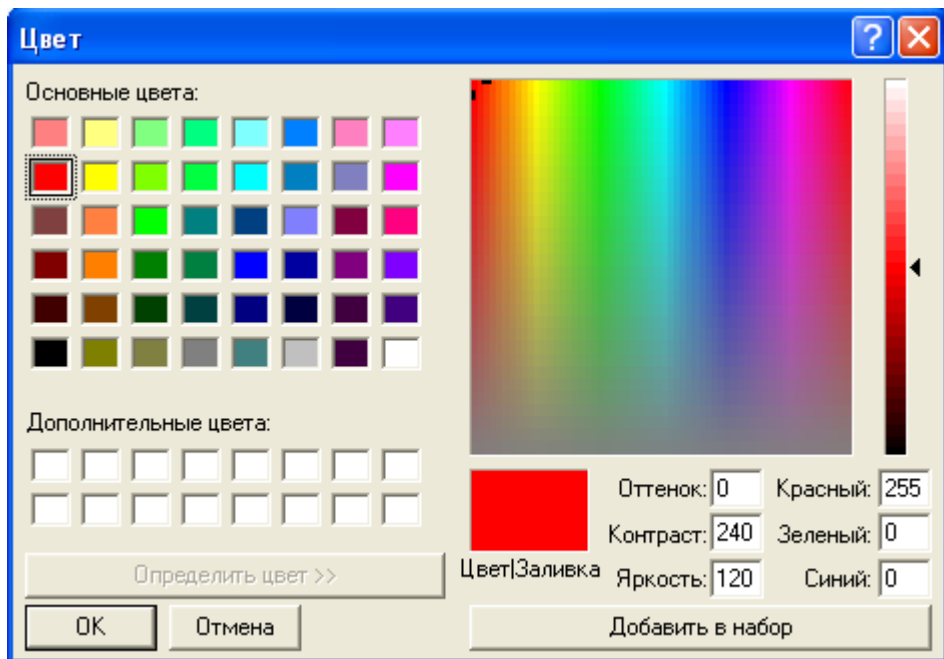 Цвет
Основные цвета:
Дополнительные цвета:
Определить цвет >>
OK
Отмена
Цвет|Заливка
Оттенок: 0
Красный: 255
Контраст: 240
Зеленый: 0
Яркость: 120
Синий: 0
Добавить в набор